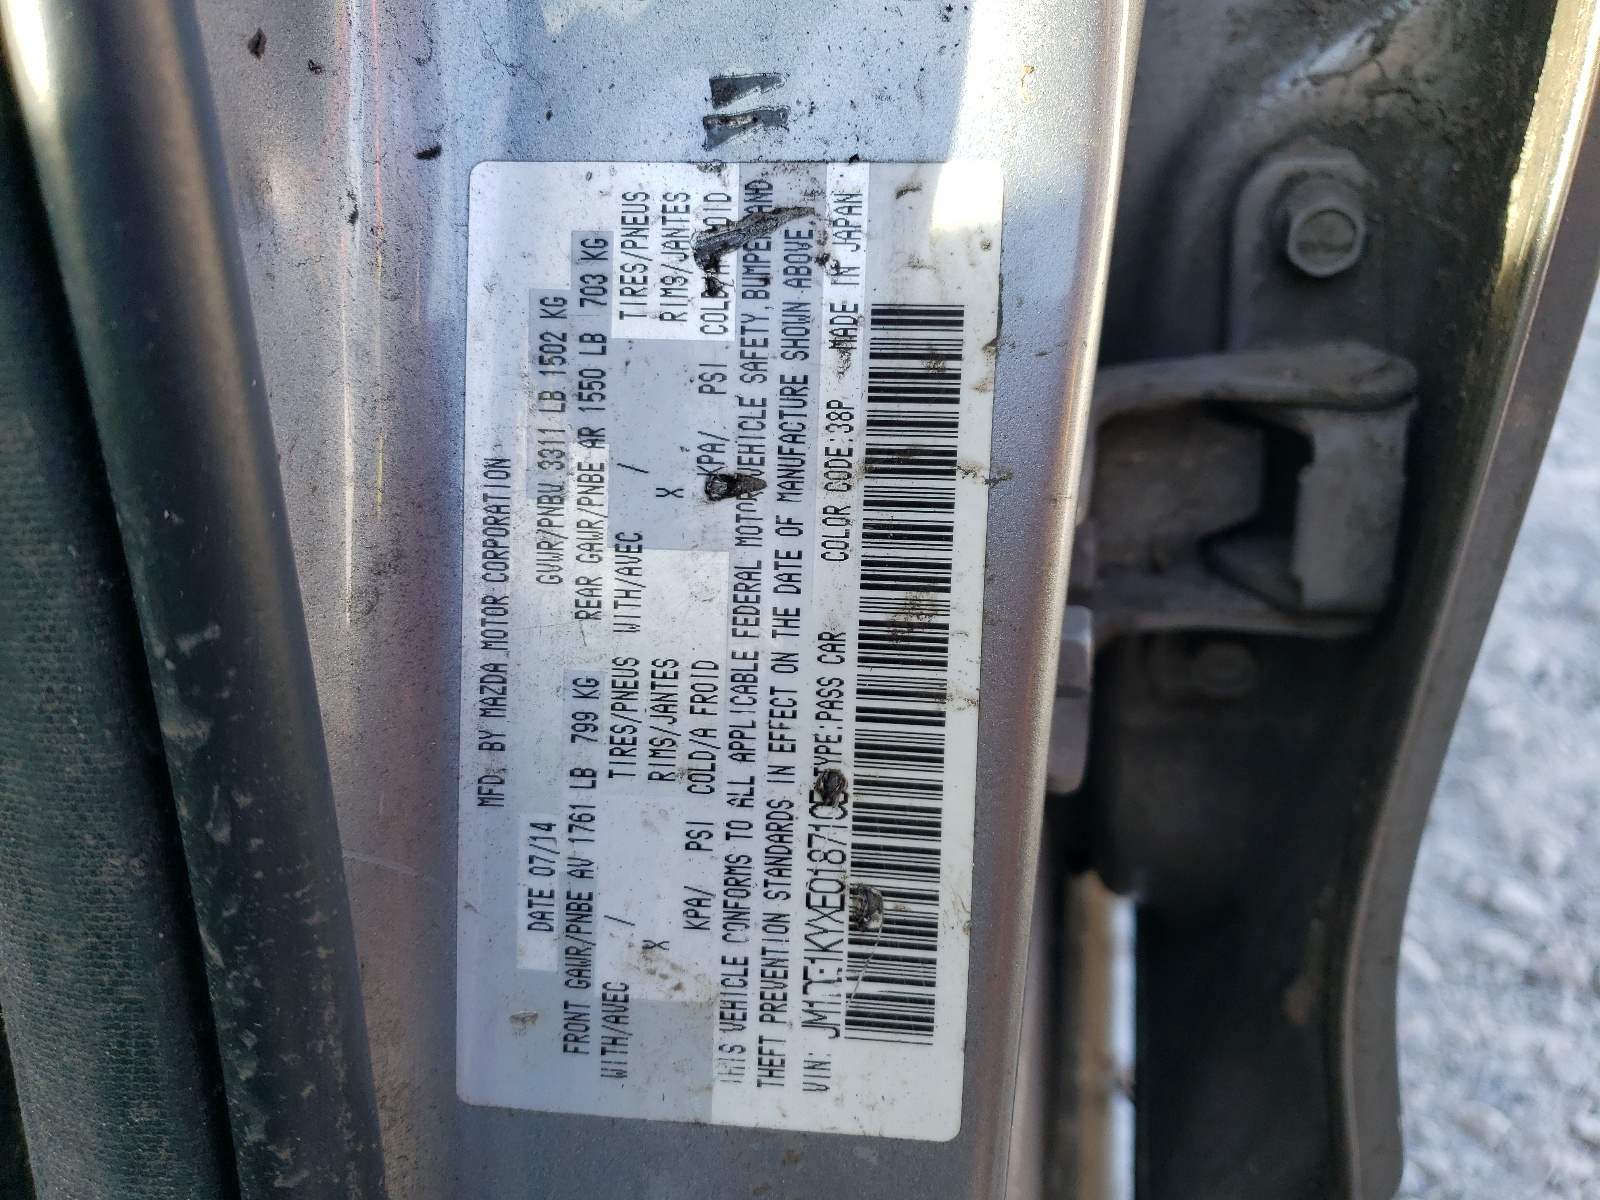 MFD. BY MAZDA MOTOR CORPORATION
DATE 07/14 GVWR/PNBV 3311 LB 1502 KG
FRONT GAWR/PNBE AV 1761 LB 799 KG REAR GAWR/PNBE AR 1550 LB 703 KG
WITH/AVEC / TIRES/PNEUS WITH/AVEC / TIRES/PNEUS
X RIMS/JANTES X RIMS/JANTES
KPA/ PSI COLD/A FROID KPA/ PSI
THIS VEHICLE CONFORMS TO ALL APPLICABLE FEDERAL MOTOR VEHICLE SAFETY, BUMPER AND
THEFT PREVENTION STANDARDS IN EFFECT ON THE DATE OF MANUFACTURE SHOWN ABOVE.
VIN: TYPE:PASS CAR COLOR CODE:38P MADE IN JAPAN